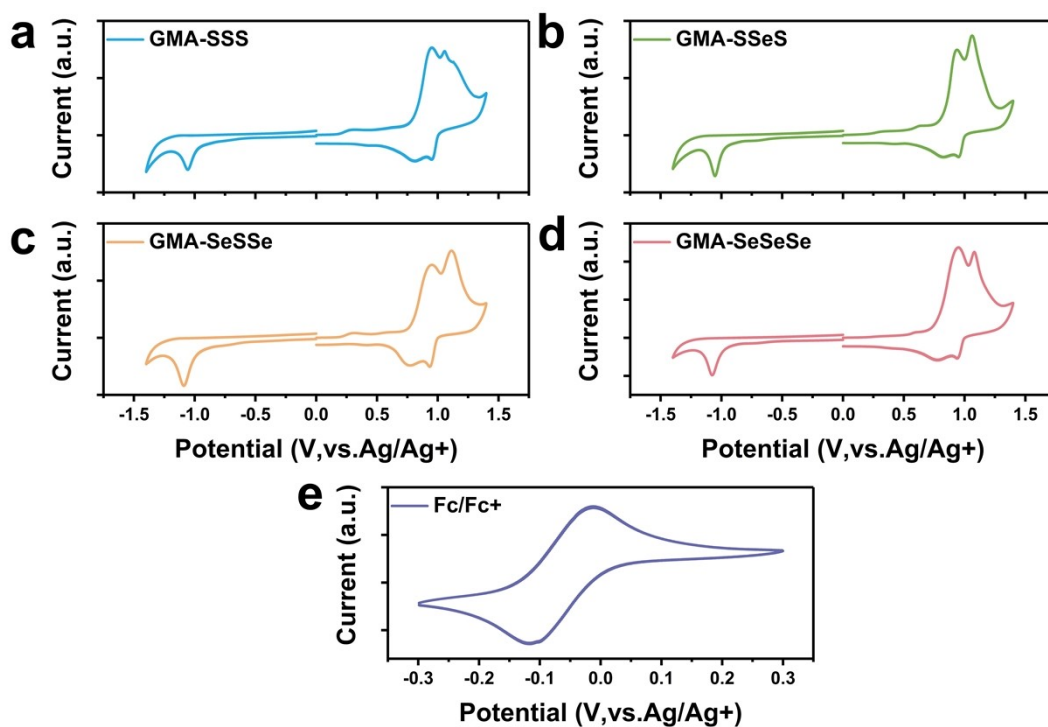 a
GMA-SSS
Current (a.u.)
b
GMA-SSeS
Current (a.u.)
c
GMA-SeSSe
Current (a.u.)
-1.5 -1.0 -0.5 0.0 0.5 1.0 1.5
Potential (V,vs.Ag/Ag+)
d
GMA-SeSeSe
Current (a.u.)
-1.5 -1.0 -0.5 0.0 0.5 1.0 1.5
Potential (V,vs.Ag/Ag+)
e
Fc/Fc+
Current (a.u.)
-0.3 -0.2 -0.1 0.0 0.1 0.2 0.3
Potential (V,vs.Ag/Ag+)